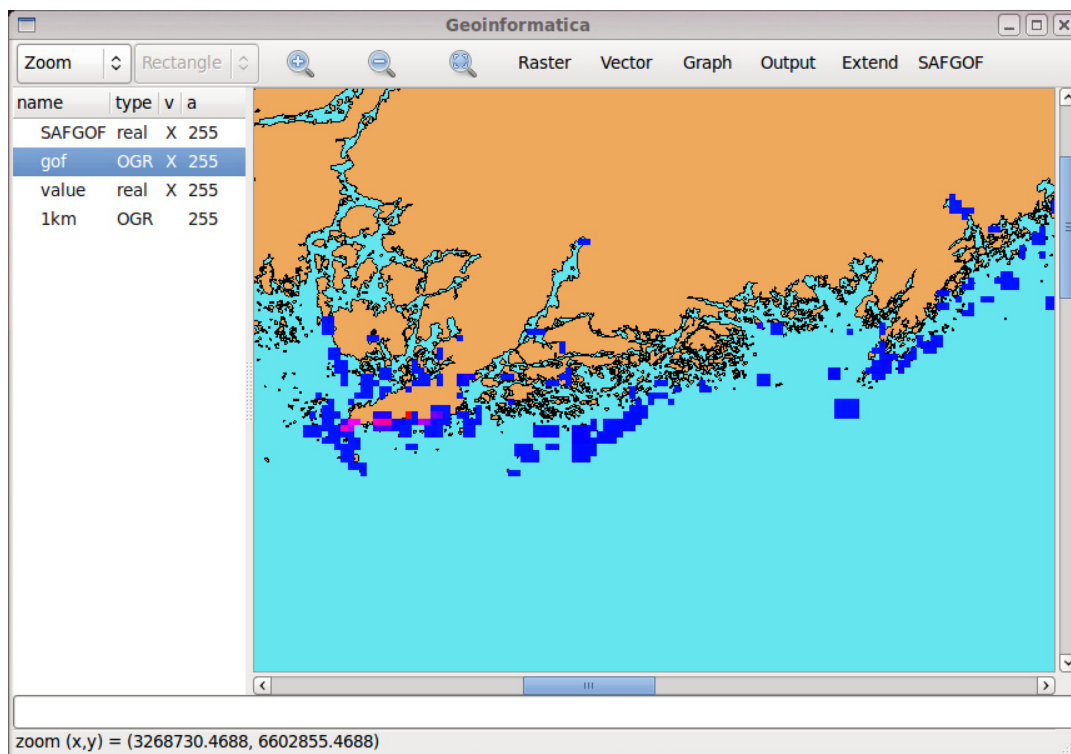 Geoinformatica
Zoom Rectangle Raster Vector Graph Output Extend SAFGOF
name type v a
SAFGOF real X 255
gof OGR X 255
value real X 255
1km OGR 255
zoom (x,y) = (3268730.4688, 6602855.4688)